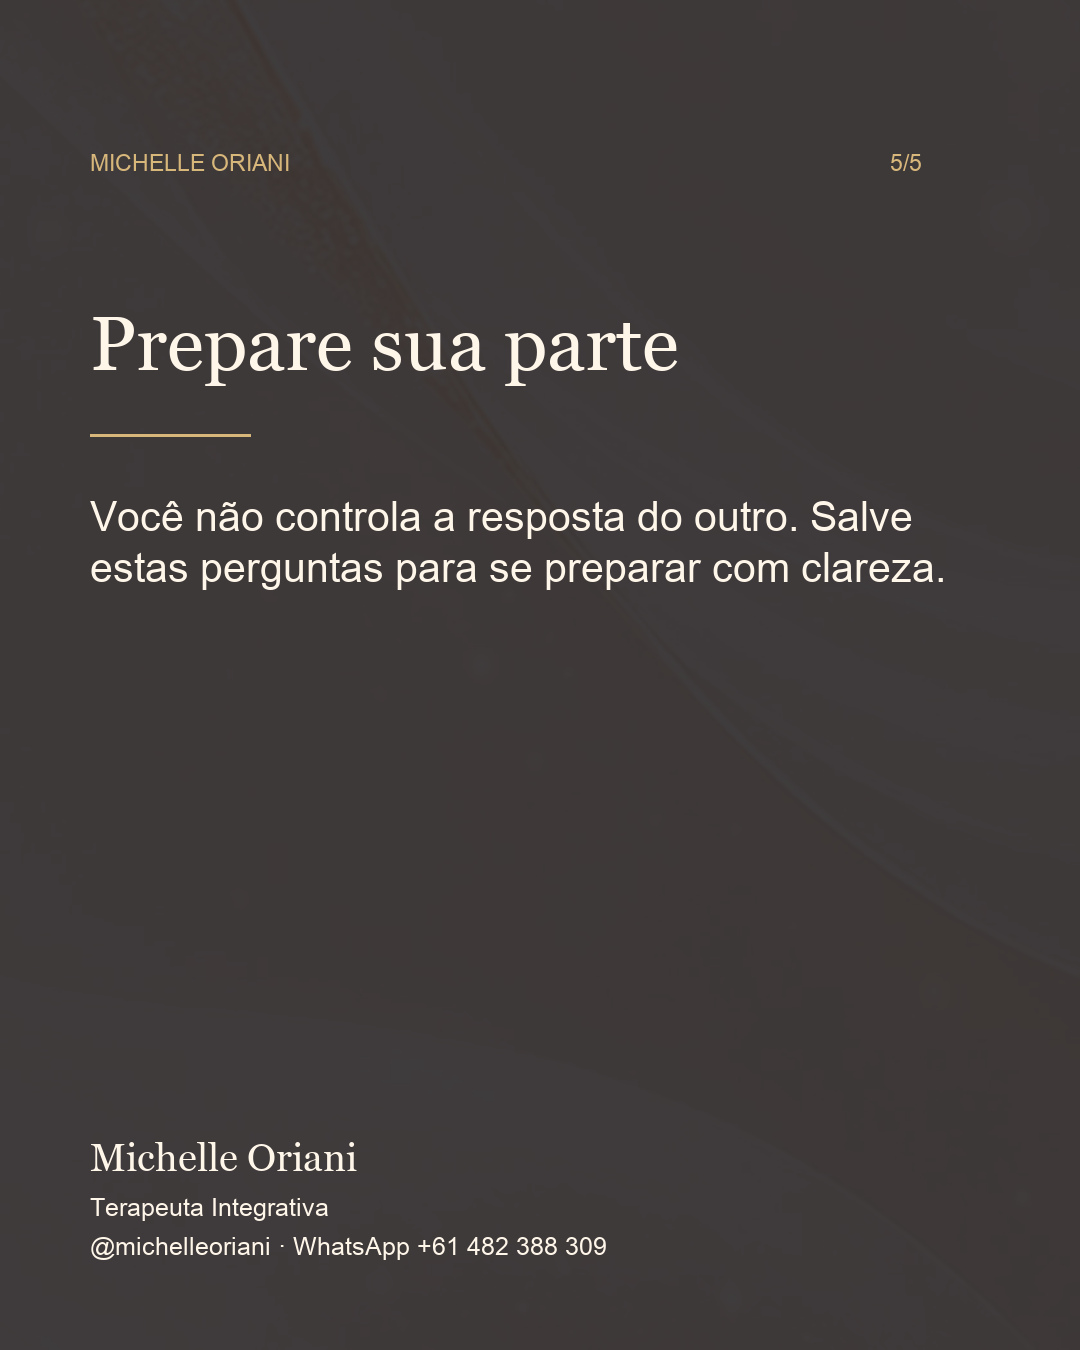 MICHELLE ORIANI 5/5
Prepare sua parte
Você não controla a resposta do outro. Salve
estas perguntas para se preparar com clareza.
Michelle Oriani
Terapeuta Integrativa
@michelleoriani · WhatsApp +61 482 388 309